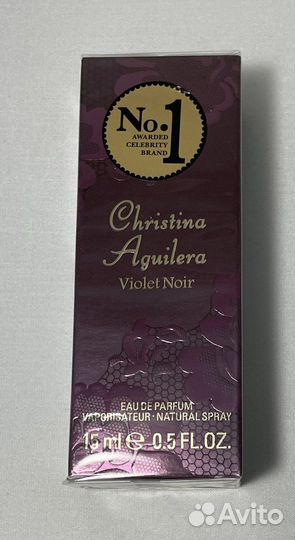 No.1
AWARDED
CELEBRITY
BRAND
Christina
Aguilera
Violet Noir
EAU DE PARFUM
VAPORISATEUR · NATURAL SPRAY
15 ml e 0.5 FL.OZ.
Avito